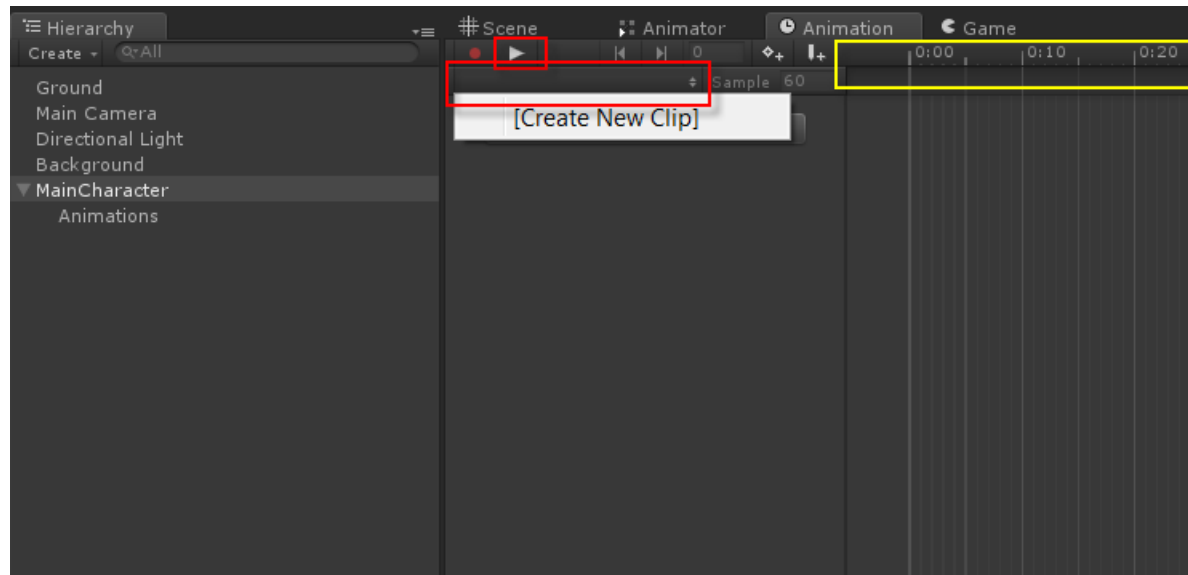 Hierarchy
Scene Animator Animation Game
Create All
0
0:00 0:10 0:20
Sample 60
[Create New Clip]
Ground
Main Camera
Directional Light
Background
MainCharacter
Animations